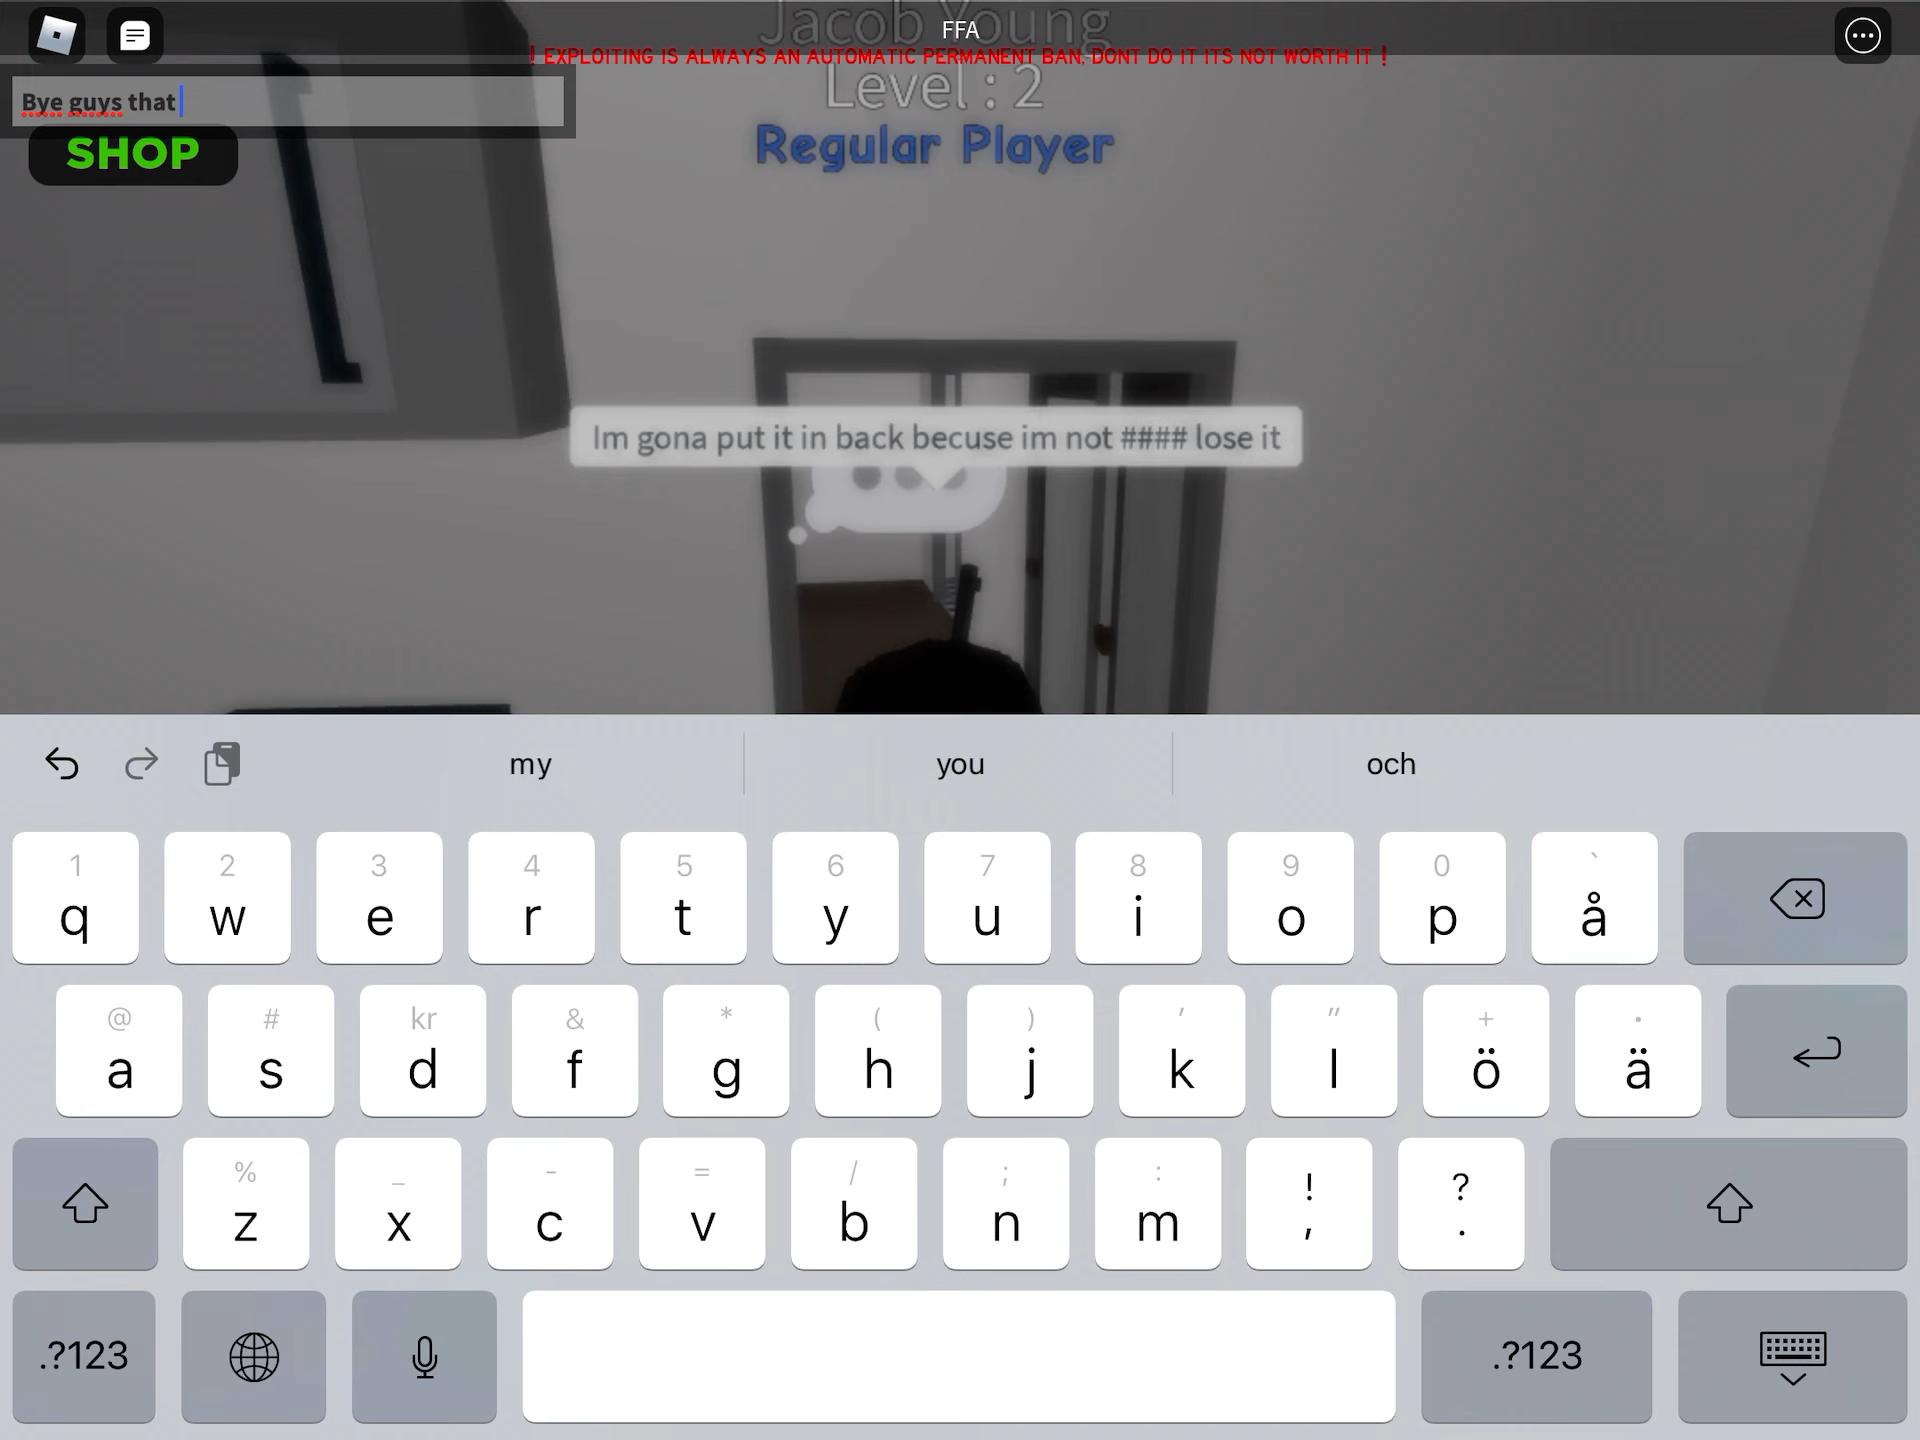 Jacob Young
FFA
! EXPLOITING IS ALWAYS AN AUTOMATIC PERMANENT BAN, DONT DO IT ITS NOT WORTH IT !
Level : 2
Bye guys that
SHOP
Regular Player
Im gona put it in back becuse im not #### lose it
my you och
1 2 3 4 5 6 7 8 9 0 `
q w e r t y u i o p å
@ # kr & * ( ) ' " + •
a s d f g h j k l ö ä
% _ - = / ; : ! ?
z x c v b n m , .
.?123 .?123